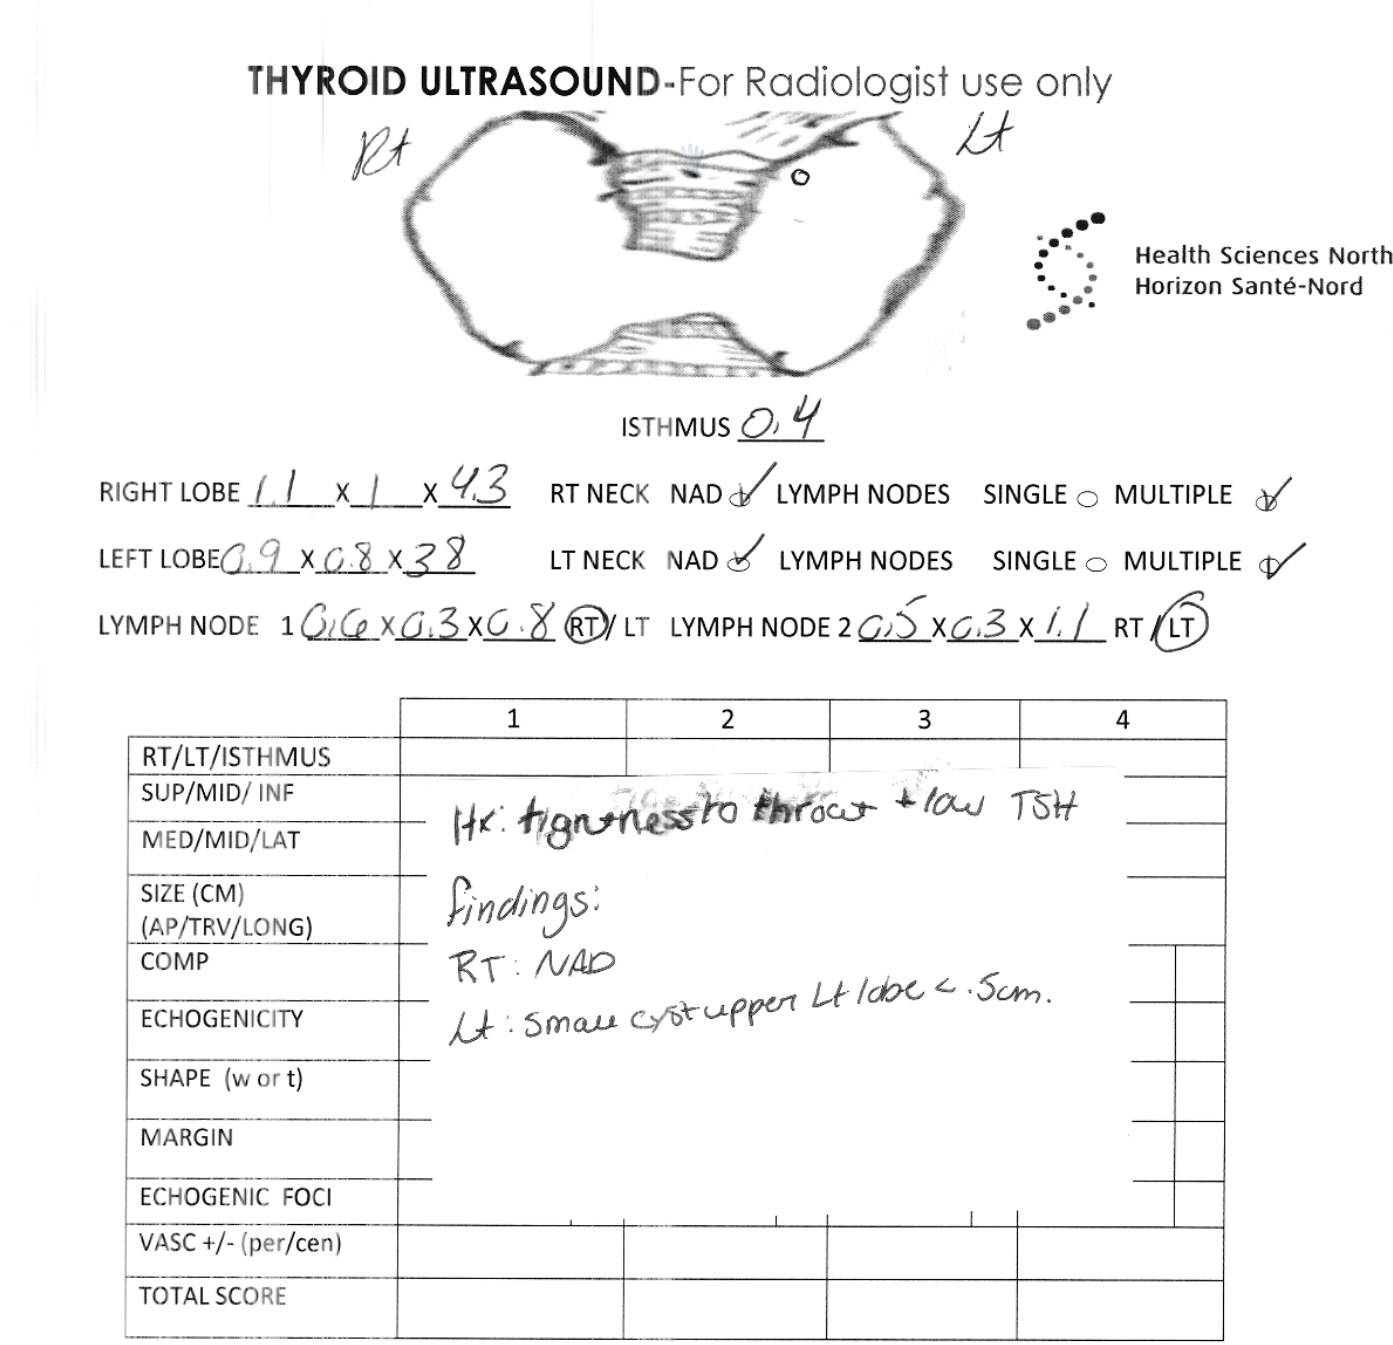 THYROID ULTRASOUND-For Radiologist use only
Rt
Lt
Health Sciences North
Horizon Santé-Nord
ISTHMUS 0.4
RIGHT LOBE 1.1 X 1 X 4.3 RT NECK NAD ✓ LYMPH NODES SINGLE ○ MULTIPLE ✓
LEFT LOBE 0.9 X 0.8 X 3.8 LT NECK NAD ✓ LYMPH NODES SINGLE ○ MULTIPLE ✓
LYMPH NODE 1 0.6 X 0.3 X 0.8 RT/ LT LYMPH NODE 2 0.5 X 0.3 X 1.1 RT / LT
1 2 3 4
RT/LT/ISTHMUS
SUP/MID/ INF
Hx: tightness to throat + low TSH
MED/MID/LAT
SIZE (CM)
(AP/TRV/LONG)
findings:
COMP
RT: NAD
ECHOGENICITY
Lt: small cyst upper Lt lobe < .5cm.
SHAPE (w or t)
MARGIN
ECHOGENIC FOCI
VASC +/- (per/cen)
TOTAL SCORE